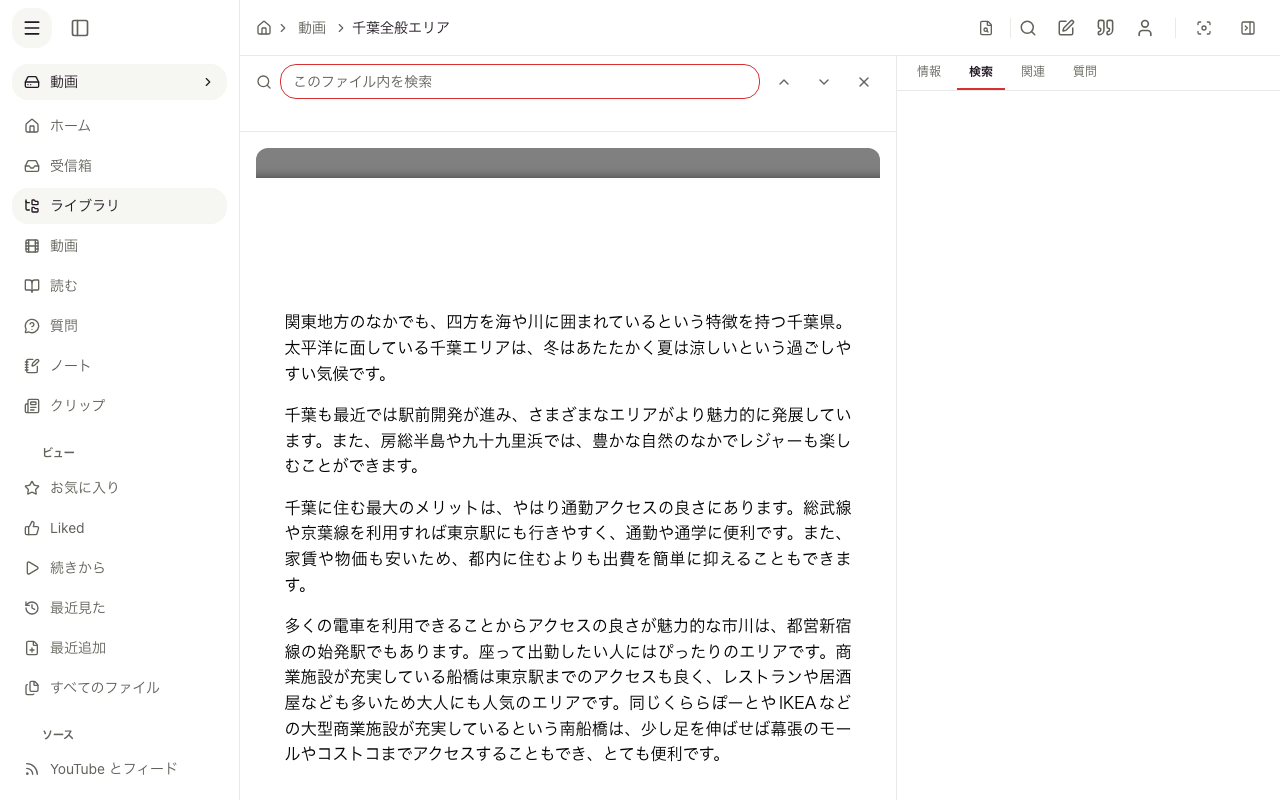 動画
ホーム
受信箱
ライブラリ
動画
読む
質問
ノート
クリップ
ビュー
お気に入り
Liked
続きから
最近見た
最近追加
すべてのファイル
ソース
YouTube とフィード
動画
千葉全般エリア
このファイル内を検索
関東地方のなかでも、四方を海や川に囲まれているという特徴を持つ千葉県。
太平洋に面している千葉エリアは、冬はあたたかく夏は涼しいという過ごしや
すい気候です。
千葉も最近では駅前開発が進み、さまざまなエリアがより魅力的に発展してい
ます。また、房総半島や九十九里浜では、豊かな自然のなかでレジャーも楽し
むことができます。
千葉に住む最大のメリットは、やはり通勤アクセスの良さにあります。総武線
や京葉線を利用すれば東京駅にも行きやすく、通勤や通学に便利です。また、
家賃や物価も安いため、都内に住むよりも出費を簡単に抑えることもできま
す。
多くの電車を利用できることからアクセスの良さが魅力的な市川は、都営新宿
線の始発駅でもあります。座って出勤したい人にはぴったりのエリアです。商
業施設が充実している船橋は東京駅までのアクセスも良く、レストランや居酒
屋なども多いため大人にも人気のエリアです。同じくららぽーとやIKEAなど
の大型商業施設が充実しているという南船橋は、少し足を伸ばせば幕張のモー
ルやコストコまでアクセスすることもでき、とても便利です。
情報
検索
関連
質問